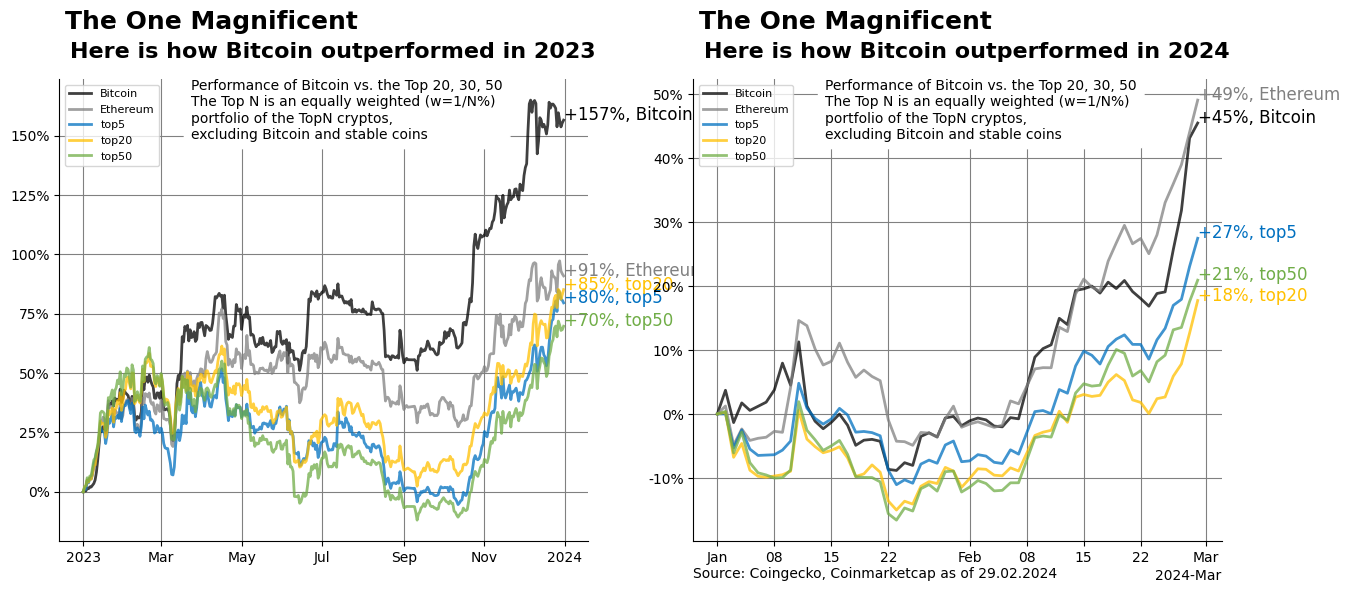 The One Magnificent
Here is how Bitcoin outperformed in 2023
Bitcoin
Ethereum
top5
top20
top50
Performance of Bitcoin vs. the Top 20, 30, 50
The Top N is an equally weighted (w=1/N%)
portfolio of the TopN cryptos,
excluding Bitcoin and stable coins
150%
125%
100%
75%
50%
25%
0%
+157%, Bitcoin
+91%, Ethereum
+85%, top20
+80%, top5
+70%, top50
2023
Mar
May
Jul
Sep
Nov
2024
The One Magnificent
Here is how Bitcoin outperformed in 2024
Bitcoin
Ethereum
top5
top20
top50
Performance of Bitcoin vs. the Top 20, 30, 50
The Top N is an equally weighted (w=1/N%)
portfolio of the TopN cryptos,
excluding Bitcoin and stable coins
50%
40%
30%
20%
10%
0%
-10%
+49%, Ethereum
+45%, Bitcoin
+27%, top5
+21%, top50
+18%, top20
Jan
08
15
22
Feb
08
15
22
Mar
2024-Mar
Source: Coingecko, Coinmarketcap as of 29.02.2024